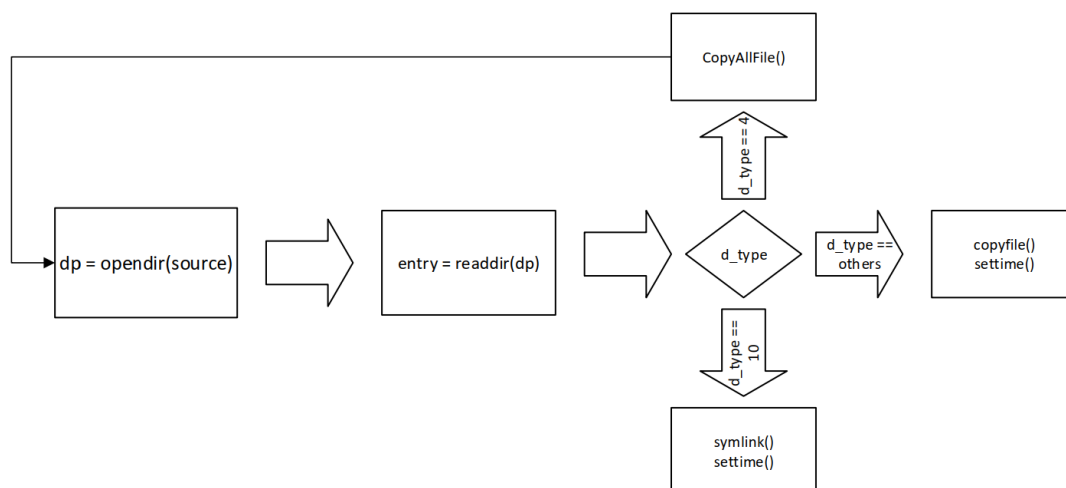 CopyAllFile()
d_type == 4
dp = opendir(source)
entry = readdir(dp)
d_type
d_type ==
others
copyfile()
settime()
d_type ==
10
symlink()
settime()